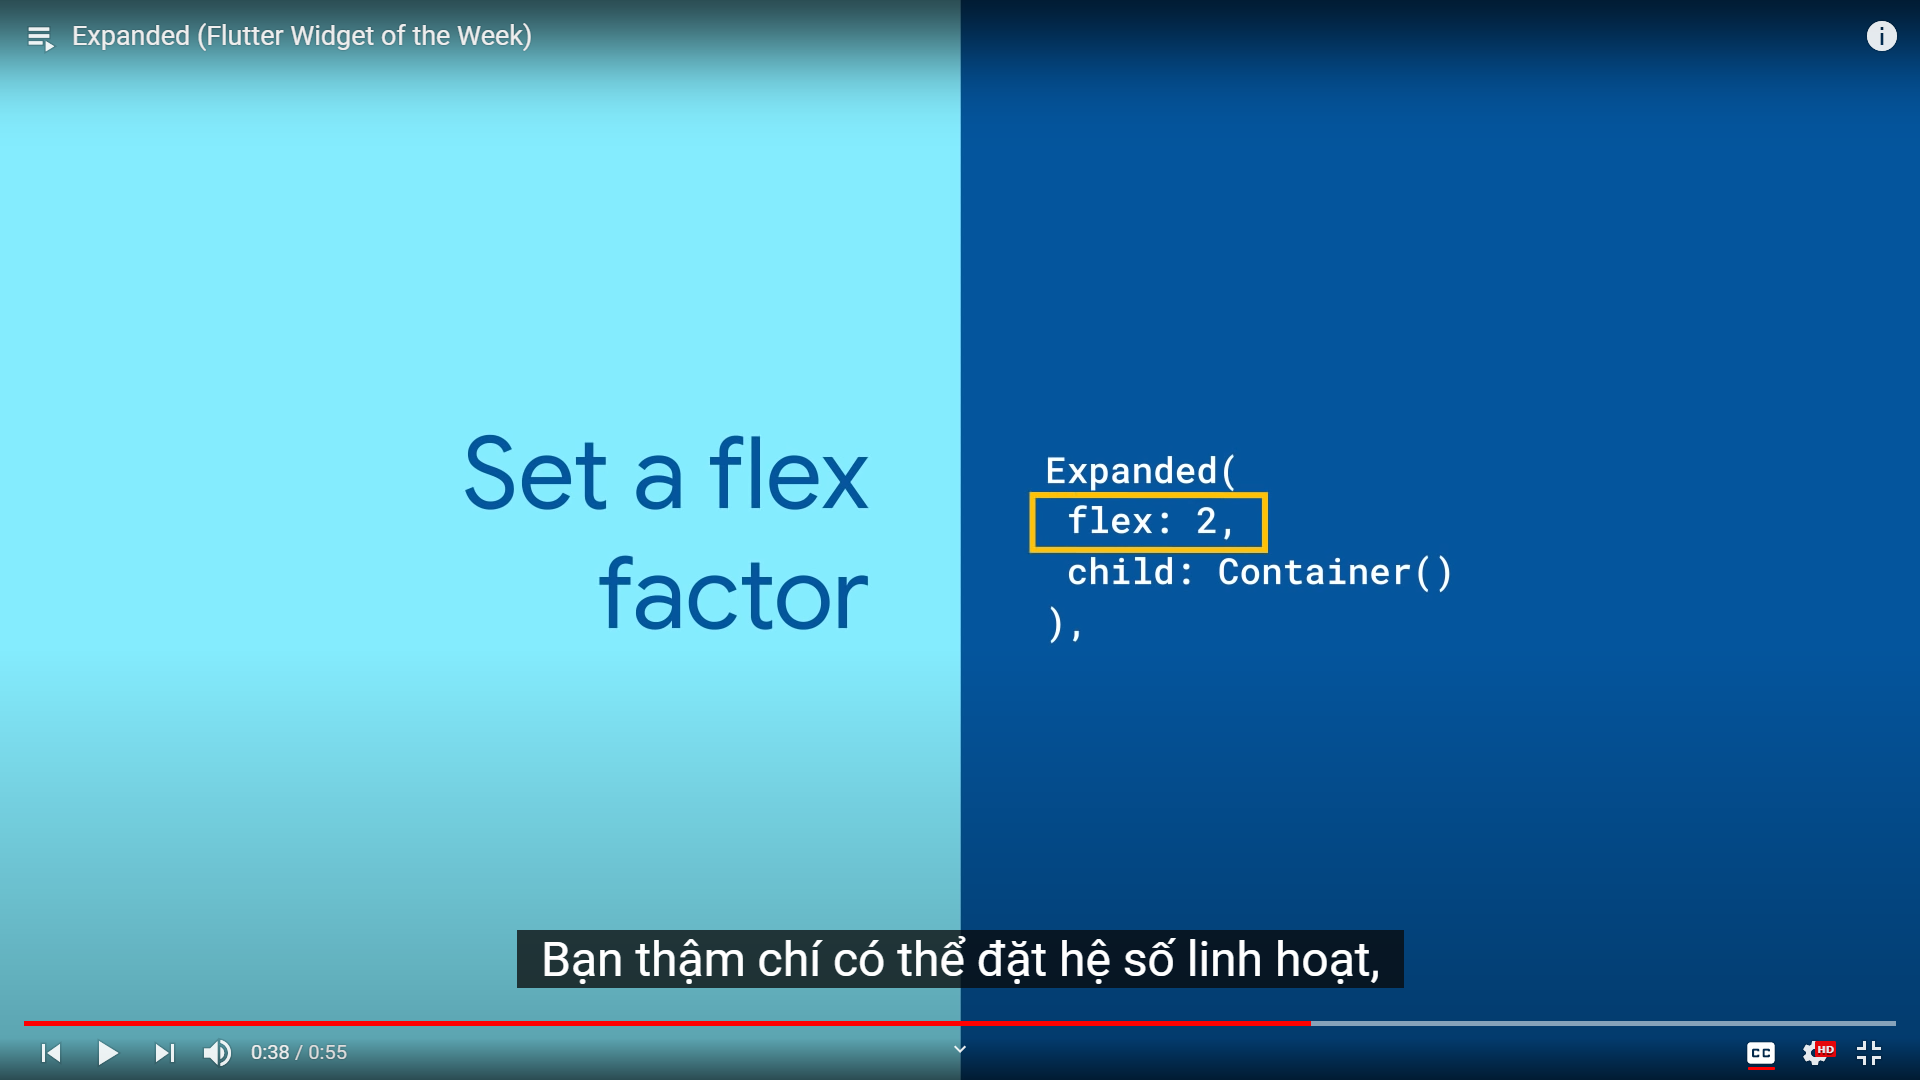 Expanded (Flutter Widget of the Week)
Set a flex
factor
Expanded(
flex: 2,
child: Container()
),
Bạn thậm chí có thể đặt hệ số linh hoạt,
0:38 / 0:55
CC
HD